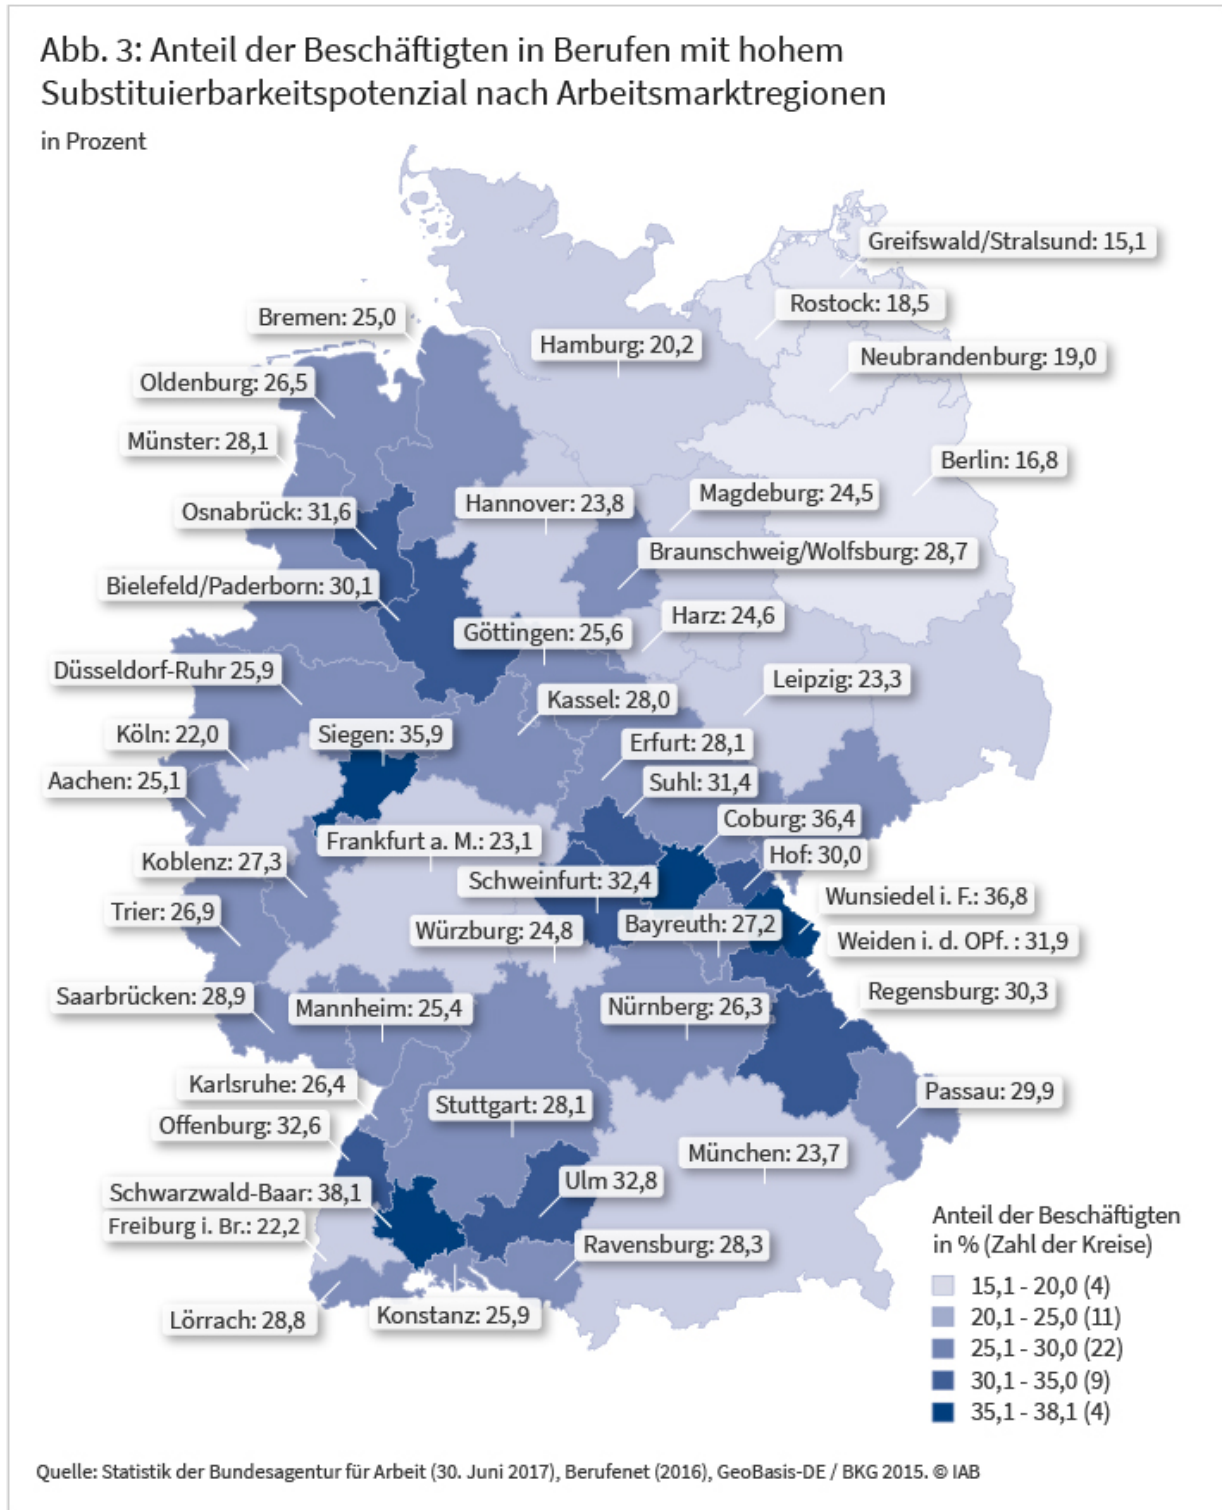 Abb. 3: Anteil der Beschäftigten in Berufen mit hohem
Substituierbarkeitspotenzial nach Arbeitsmarktregionen
in Prozent
Greifswald/Stralsund: 15,1
Rostock: 18,5
Bremen: 25,0
Hamburg: 20,2
Neubrandenburg: 19,0
Oldenburg: 26,5
Münster: 28,1
Berlin: 16,8
Magdeburg: 24,5
Hannover: 23,8
Osnabrück: 31,6
Braunschweig/Wolfsburg: 28,7
Bielefeld/Paderborn: 30,1
Harz: 24,6
Göttingen: 25,6
Düsseldorf-Ruhr 25,9
Leipzig: 23,3
Kassel: 28,0
Köln: 22,0
Siegen: 35,9
Erfurt: 28,1
Aachen: 25,1
Suhl: 31,4
Coburg: 36,4
Frankfurt a. M.: 23,1
Hof: 30,0
Koblenz: 27,3
Schweinfurt: 32,4
Wunsiedel i. F.: 36,8
Trier: 26,9
Bayreuth: 27,2
Würzburg: 24,8
Weiden i. d. OPf. : 31,9
Saarbrücken: 28,9
Regensburg: 30,3
Mannheim: 25,4
Nürnberg: 26,3
Karlsruhe: 26,4
Passau: 29,9
Stuttgart: 28,1
Offenburg: 32,6
München: 23,7
Ulm 32,8
Schwarzwald-Baar: 38,1
Freiburg i. Br.: 22,2
Ravensburg: 28,3
Konstanz: 25,9
Lörrach: 28,8
Anteil der Beschäftigten
in % (Zahl der Kreise)
15,1 - 20,0 (4)
20,1 - 25,0 (11)
25,1 - 30,0 (22)
30,1 - 35,0 (9)
35,1 - 38,1 (4)
Quelle: Statistik der Bundesagentur für Arbeit (30. Juni 2017), Berufenet (2016), GeoBasis-DE / BKG 2015. © IAB